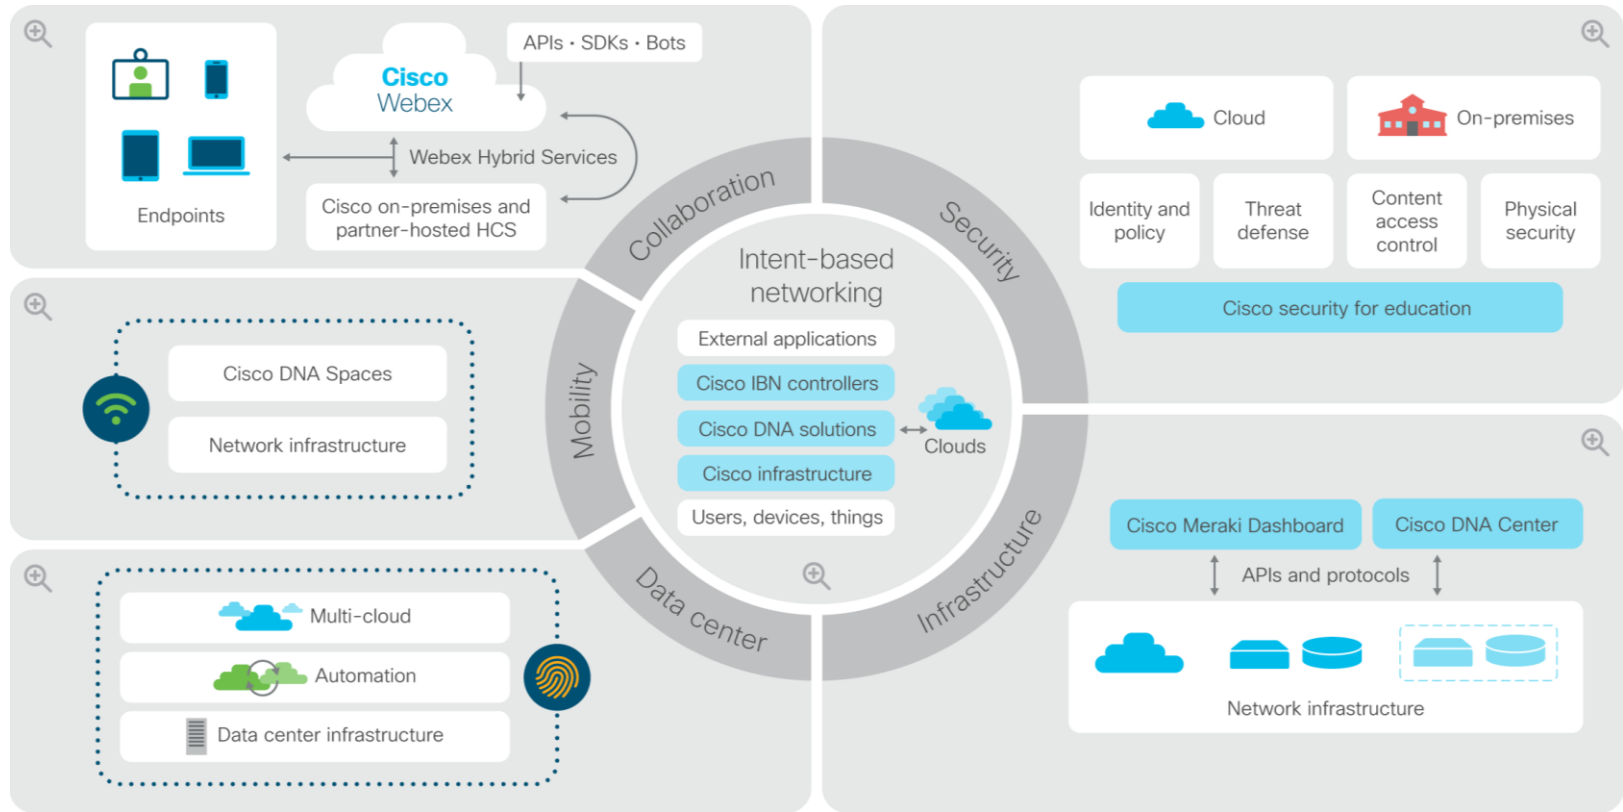 APIs · SDKs · Bots
Cisco
Webex
Webex Hybrid Services
Endpoints
Cisco on-premises and
partner-hosted HCS
Collaboration
Cloud
On-premises
Identity and
policy
Threat
defense
Content
access
control
Physical
security
Cisco security for education
Security
Cisco DNA Spaces
Network infrastructure
Mobility
Intent-based
networking
External applications
Cisco IBN controllers
Cisco DNA solutions
Cisco infrastructure
Users, devices, things
Clouds
Multi-cloud
Automation
Data center infrastructure
Data center
Infrastructure
Cisco Meraki Dashboard
Cisco DNA Center
APIs and protocols
Network infrastructure